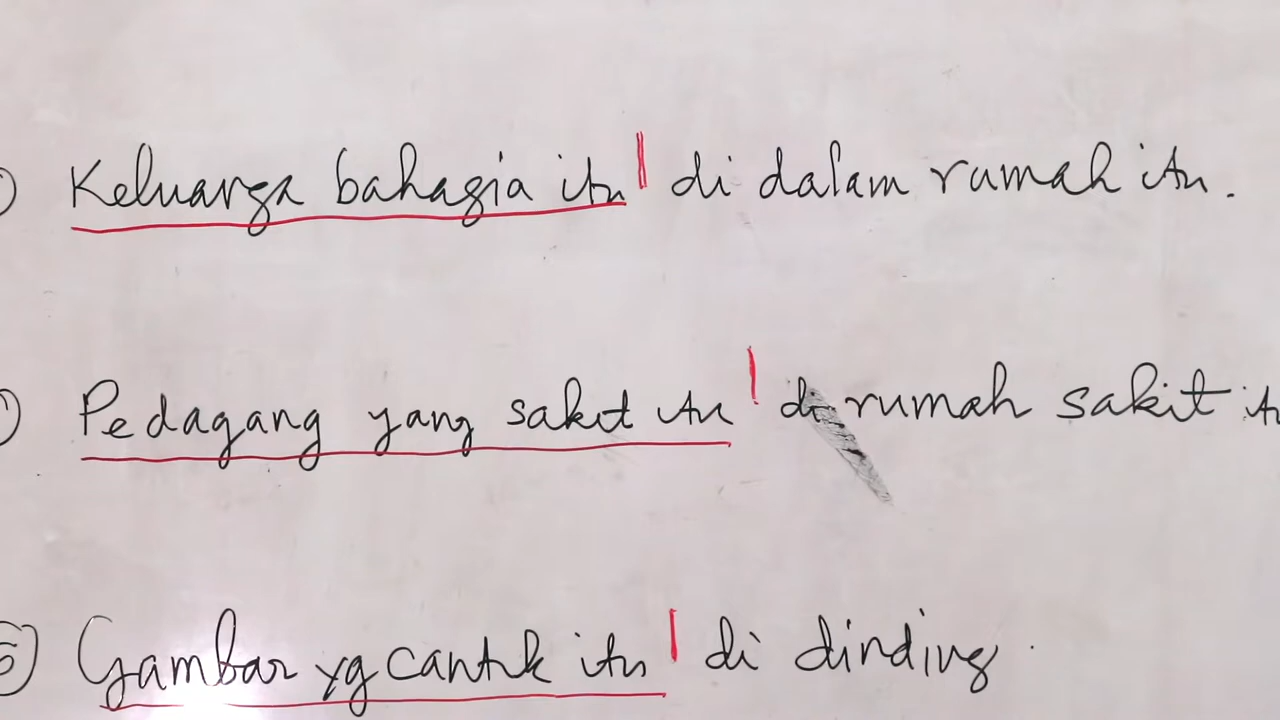 Keluarga bahagia itu di dalam rumah itu.
Pedagang yang sakit itu di rumah sakit
Gambar yg cantik itu di dinding.